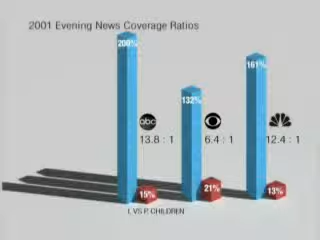 2001 Evening News Coverage Ratios
200%
161%
132%
abc
13.8 : 1
6.4 : 1
12.4 : 1
15%
21%
13%
I. VS P. CHILDREN